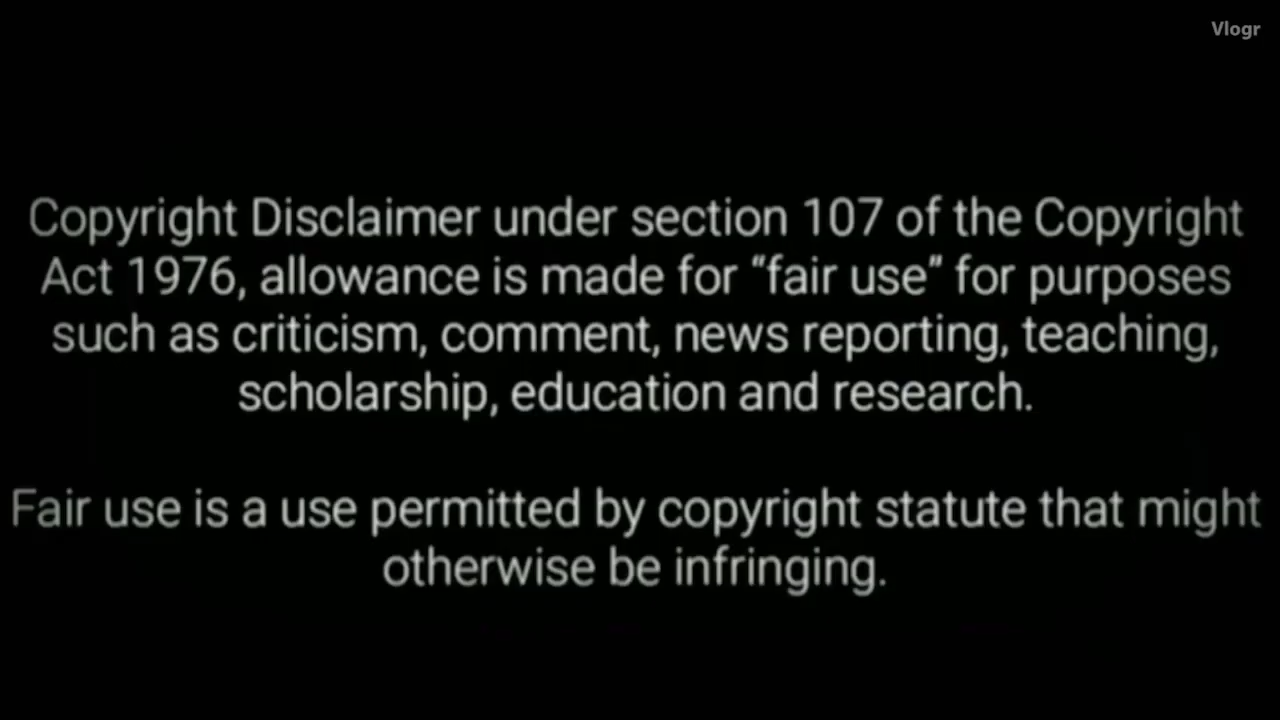 Vlogr
Copyright Disclaimer under section 107 of the Copyright
Act 1976, allowance is made for “fair use” for purposes
such as criticism, comment, news reporting, teaching,
scholarship, education and research.
Fair use is a use permitted by copyright statute that might
otherwise be infringing.